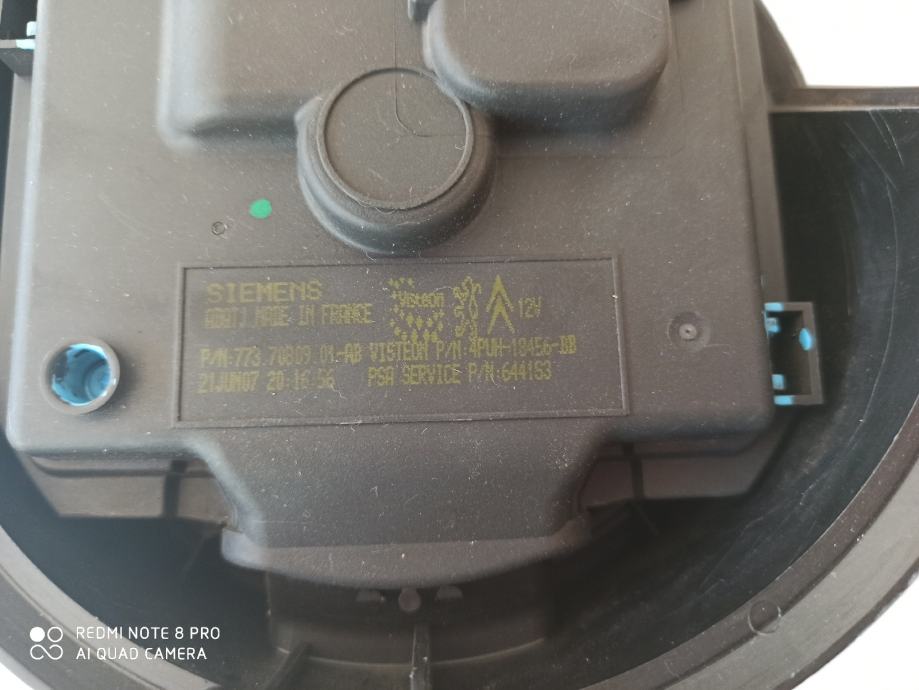 SIEMENS
MADE IN FRANCE
Visteon
12V
P/N:773.70809.01.-AB VISTEON P/N:4PUH-18456-BB
21JUN07 20:16:56 PSA SERVICE P/N:6441S3
REDMI NOTE 8 PRO
AI QUAD CAMERA